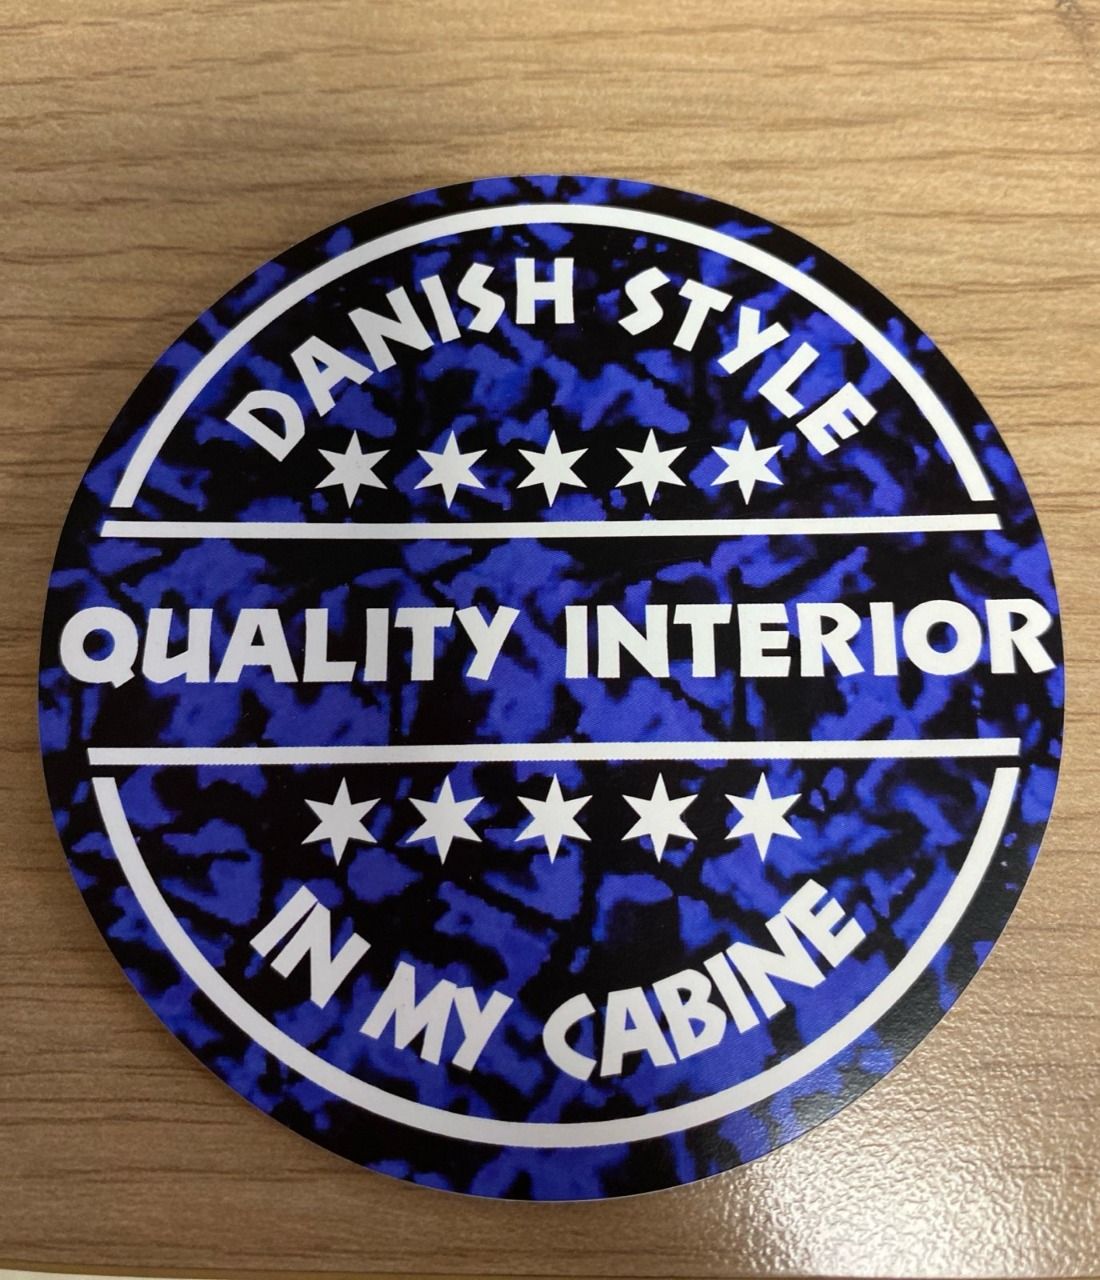 DANISH STYLE
QUALITY INTERIOR
IN MY CABINE